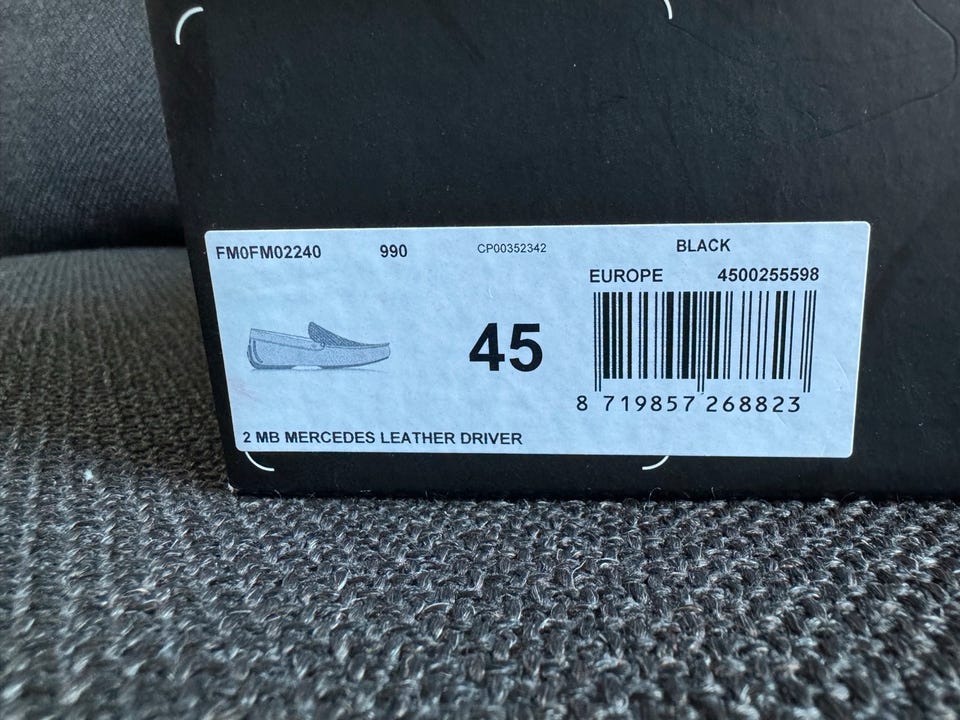 FM0FM02240 990 CP00352342 BLACK
EUROPE 4500255598
45
8 719857 268823
2 MB MERCEDES LEATHER DRIVER